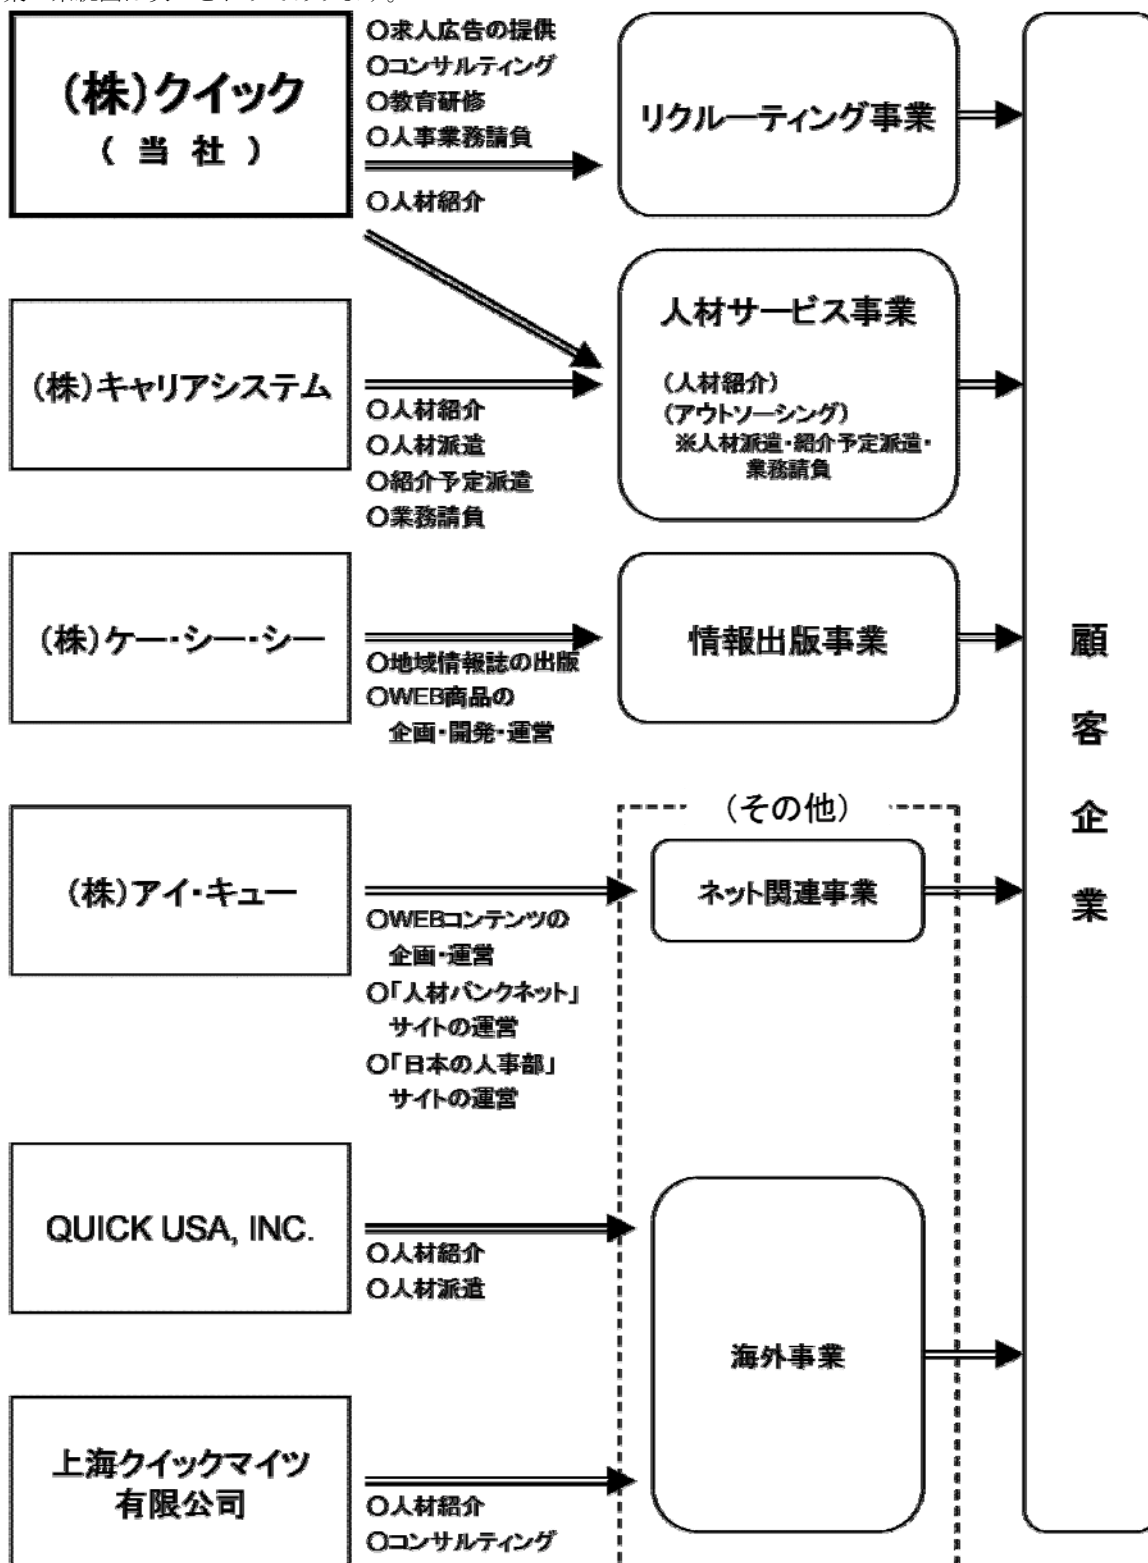 (株)クイック
(当社)
○求人広告の提供
○コンサルティング
○教育研修
○人事業務請負
○人材紹介
リクルーティング事業
(株)キャリアシステム
○人材紹介
○人材派遣
○紹介予定派遣
○業務請負
人材サービス事業
(人材紹介)
(アウトソーシング)
※人材派遣・紹介予定派遣・
業務請負
(株)ケー・シー・シー
○地域情報誌の出版
○WEB商品の
企画・開発・運営
情報出版事業
(株)アイ・キュー
○WEBコンテンツの
企画・運営
○「人材バンクネット」
サイトの運営
○「日本の人事部」
サイトの運営
(その他)
ネット関連事業
QUICK USA, INC.
○人材紹介
○人材派遣
海外事業
上海クイックマイツ
有限公司
○人材紹介
○コンサルティング
顧客企業